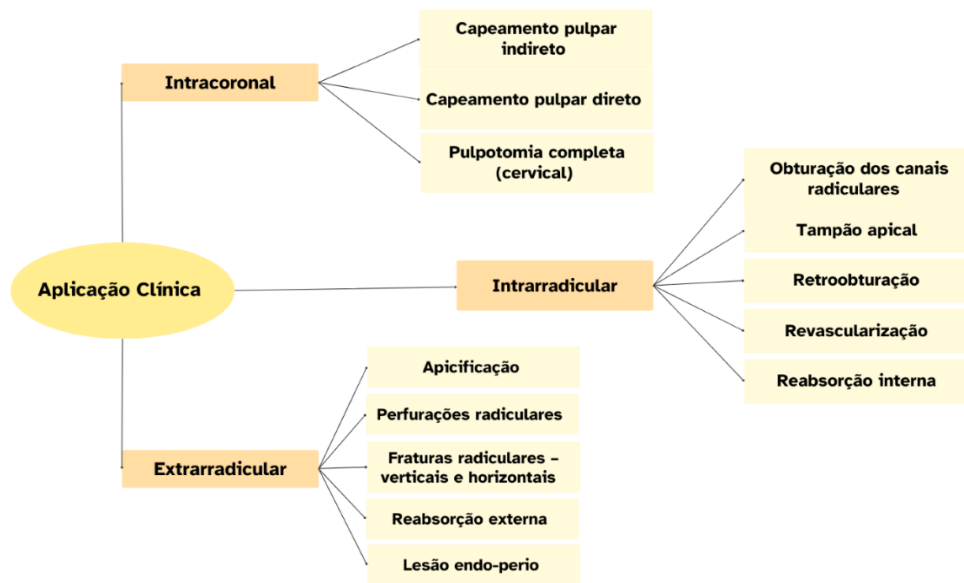 Aplicação Clínica
Intracoronal
Capeamento pulpar
indireto
Capeamento pulpar direto
Pulpotomia completa
(cervical)
Intrarradicular
Obturação dos canais
radiculares
Tampão apical
Retroobturação
Revascularização
Reabsorção interna
Extrarradicular
Apicificação
Perfurações radiculares
Fraturas radiculares –
verticais e horizontais
Reabsorção externa
Lesão endo-perio